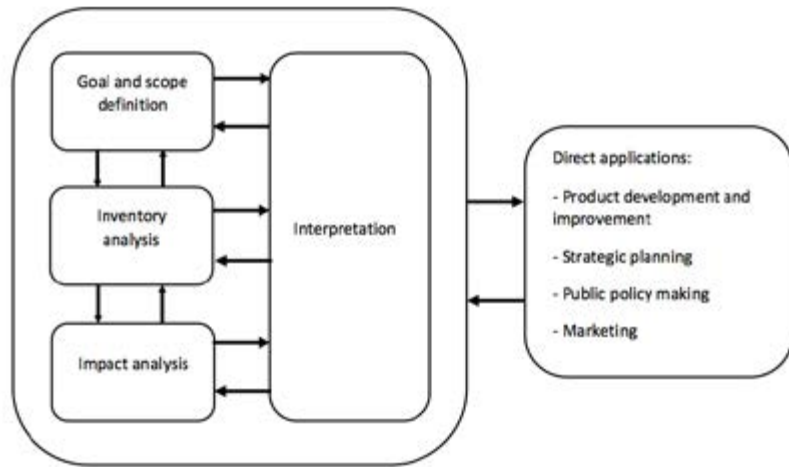 Goal and scope
definition
Inventory
analysis
Impact analysis
Interpretation
Direct applications:
- Product development and
improvement
- Strategic planning
- Public policy making
- Marketing